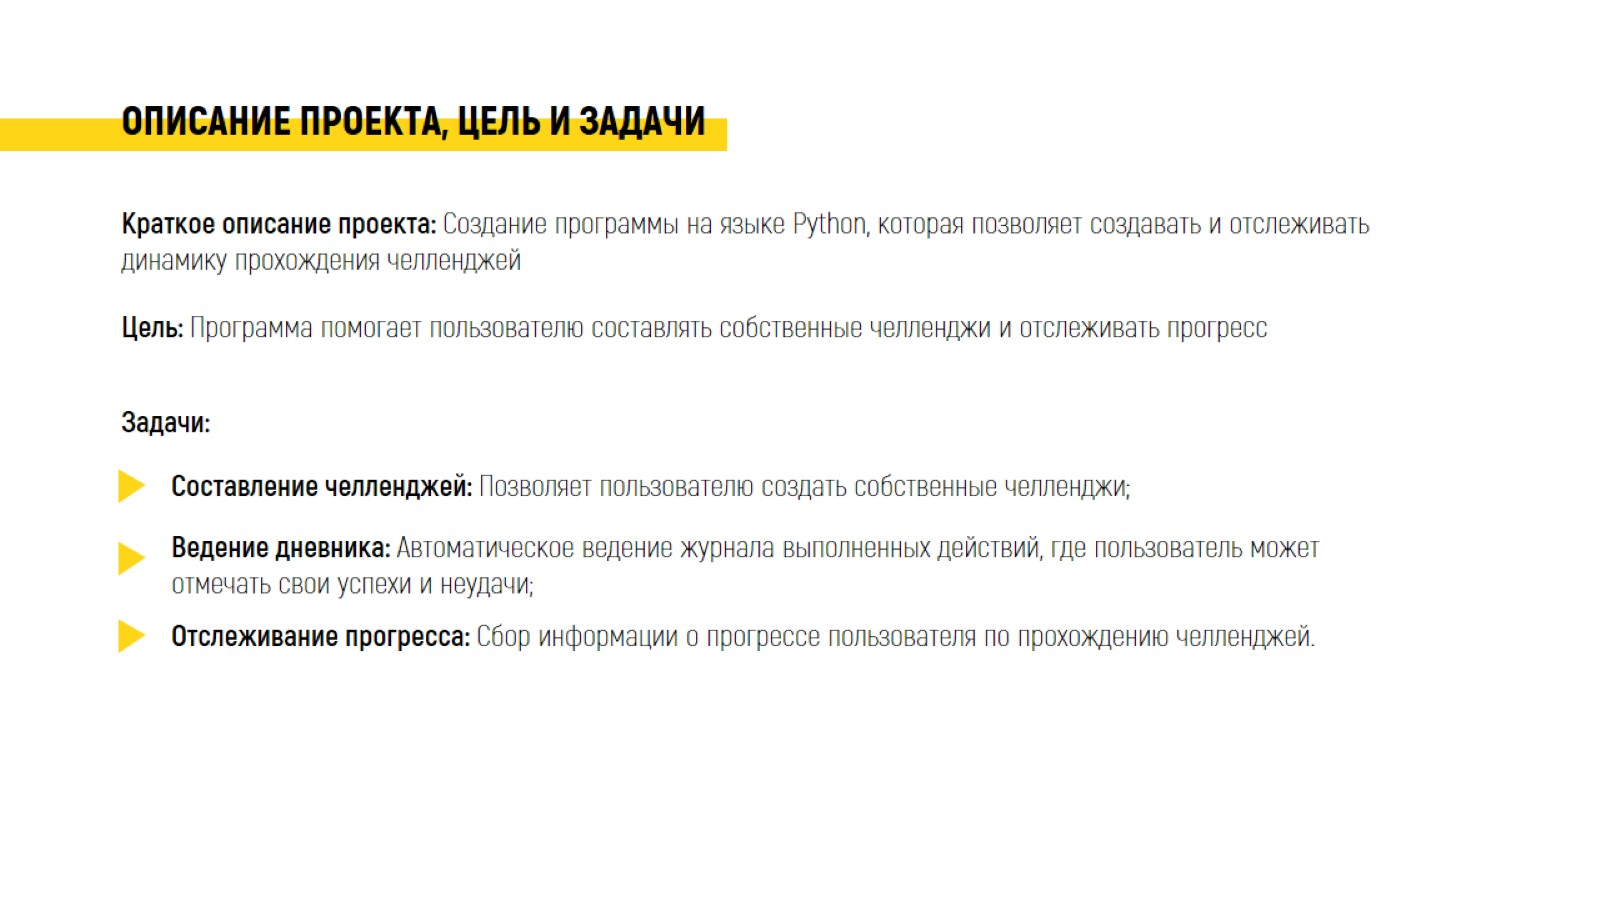 ОПИСАНИЕ ПРОЕКТА, ЦЕЛЬ И ЗАДАЧИ
Краткое описание проекта: Создание программы на языке Python, которая позволяет создавать и отслеживать
динамику прохождения челленджей
Цель: Программа помогает пользователю составлять собственные челленджи и отслеживать прогресс
Задачи:
Составление челленджей: Позволяет пользователю создать собственные челленджи;
Ведение дневника: Автоматическое ведение журнала выполненных действий, где пользователь может
отмечать свои успехи и неудачи;
Отслеживание прогресса: Сбор информации о прогрессе пользователя по прохождению челленджей.